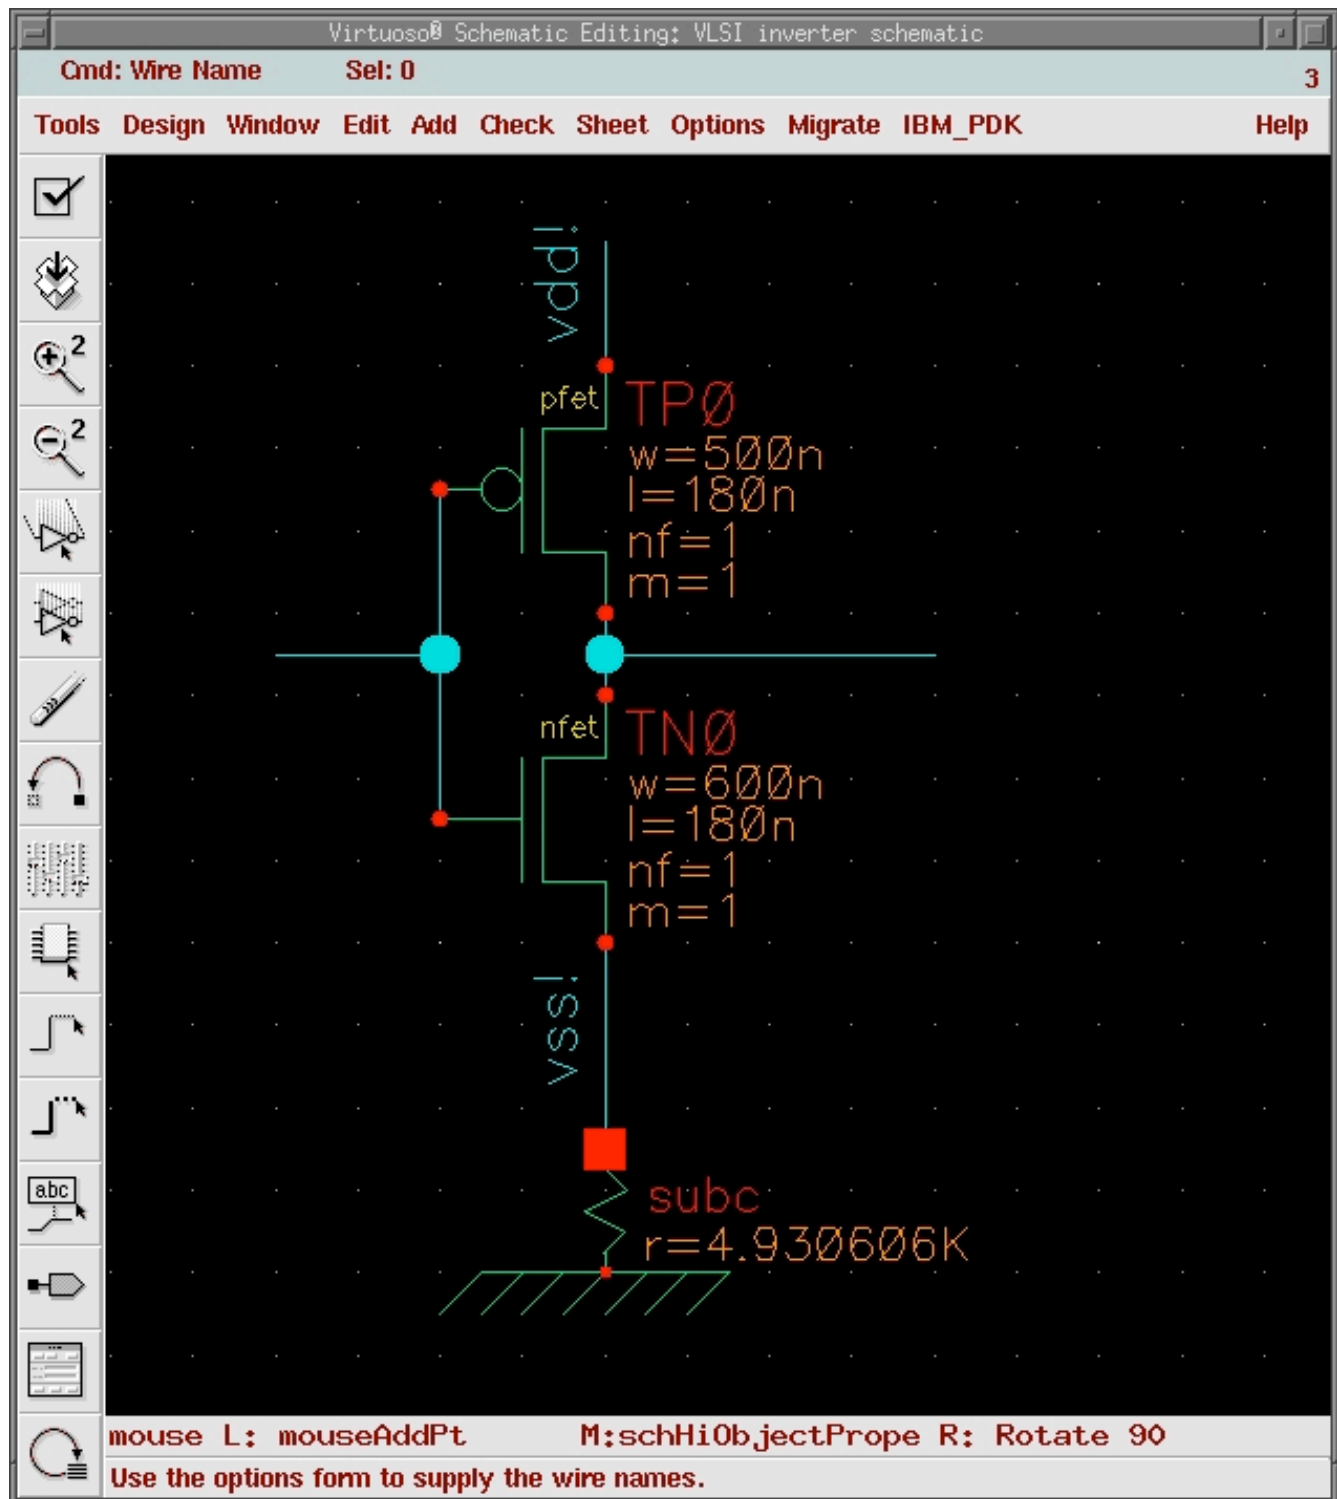 Virtuoso® Schematic Editing: VLSI inverter schematic
Cmd: Wire Name Sel: 0 3
Tools Design Window Edit Add Check Sheet Options Migrate IBM_PDK Help
2
2
abc
vdd!
pfet
TP0
w=500n
l=180n
nf=1
m=1
nfet
TN0
w=600n
l=180n
nf=1
m=1
vss!
subc
r=4.930606K
mouse L: mouseAddPt M:schHiObjectPrope R: Rotate 90
Use the options form to supply the wire names.